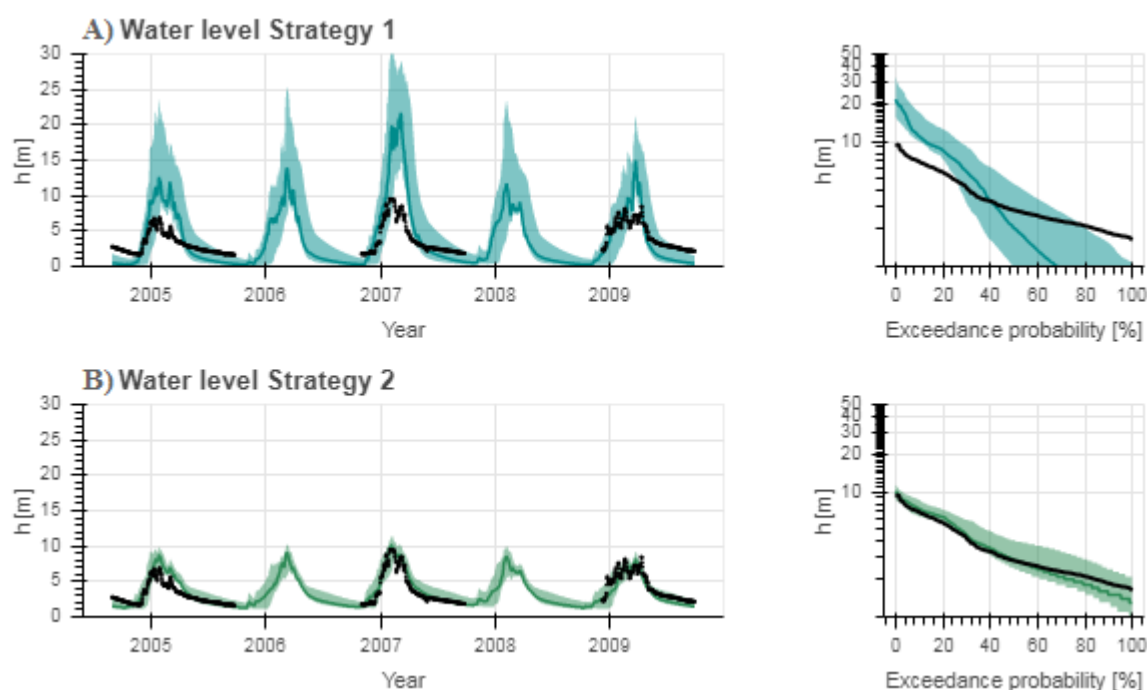 A) Water level Strategy 1
30
25
20
15
10
5
0
h [m]
2005 2006 2007 2008 2009
Year
50
40
30
20
10
h [m]
0 20 40 60 80 100
Exceedance probability [%]
B) Water level Strategy 2
30
25
20
15
10
5
0
h [m]
2005 2006 2007 2008 2009
Year
50
40
30
20
10
h [m]
0 20 40 60 80 100
Exceedance probability [%]